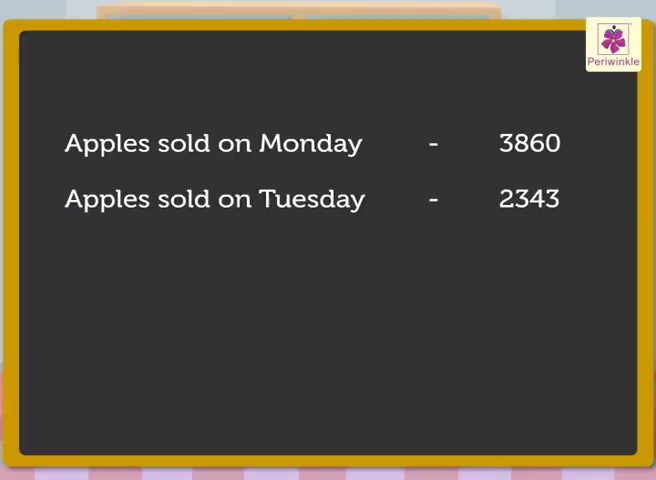 Periwinkle
Apples sold on Monday - 3860
Apples sold on Tuesday - 2343